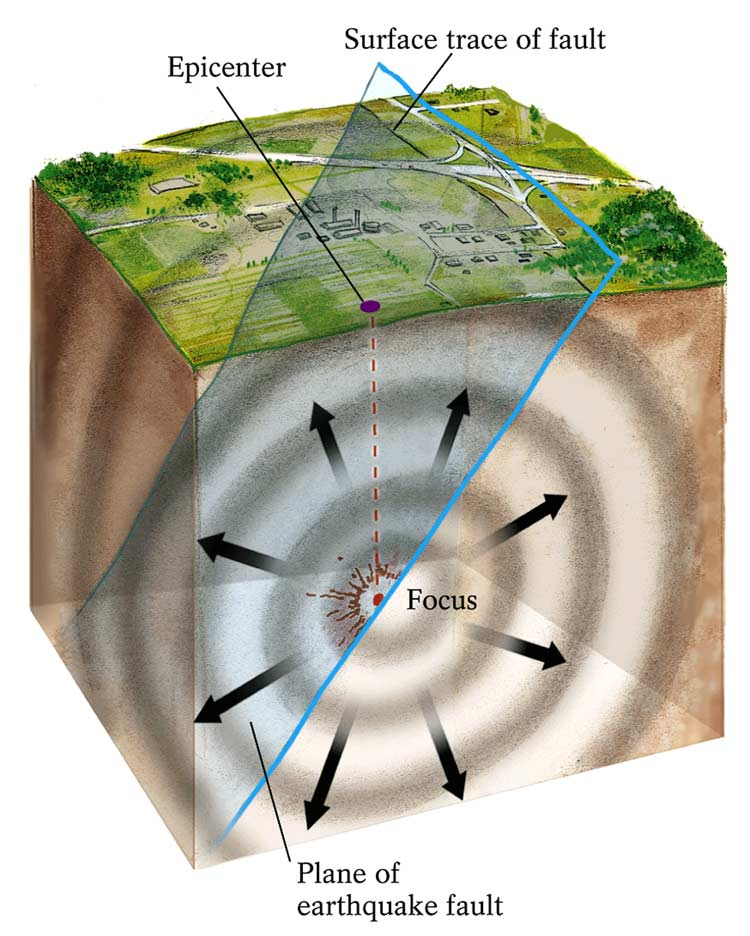 Surface trace of fault
Epicenter
Focus
Plane of
earthquake fault